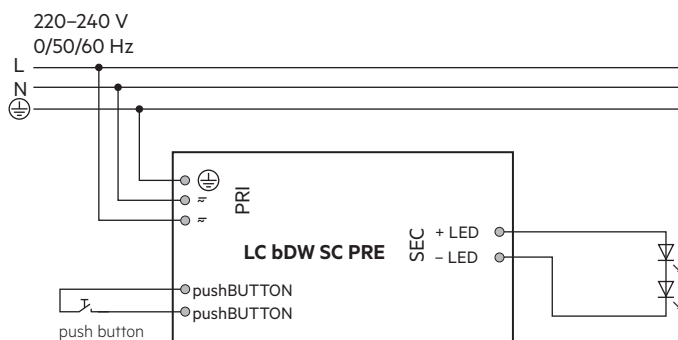 220–240 V
0/50/60 Hz
L
N
PRI
LC bDW SC PRE
SEC
+ LED
– LED
pushBUTTON
pushBUTTON
push button